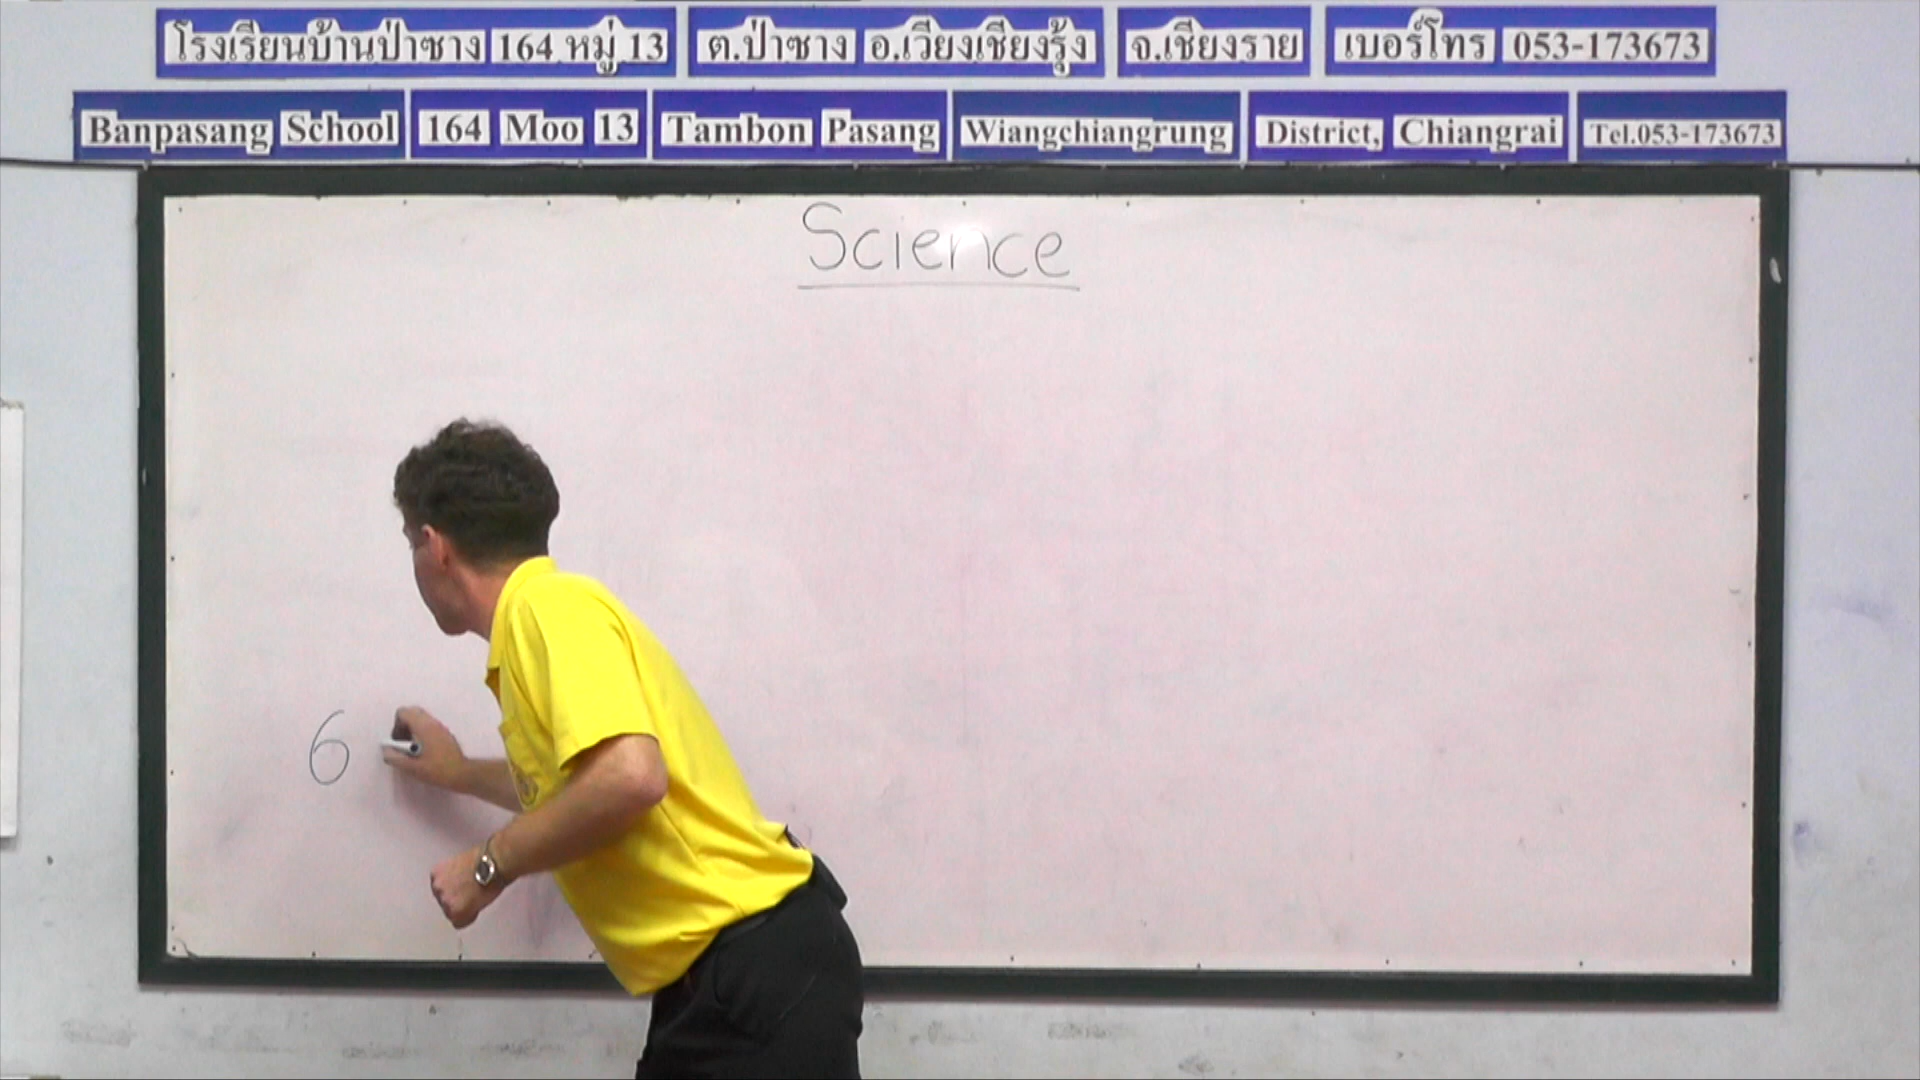 โรงเรียนบ้านป่าซาง 164 หมู่ 13 ต.ป่าซาง อ.เวียงเชียงรุ้ง จ.เชียงราย เบอร์โทร 053-173673
Banpasang School 164 Moo 13 Tambon Pasang Wiangchiangrung District, Chiangrai Tel.053-173673
Science
6